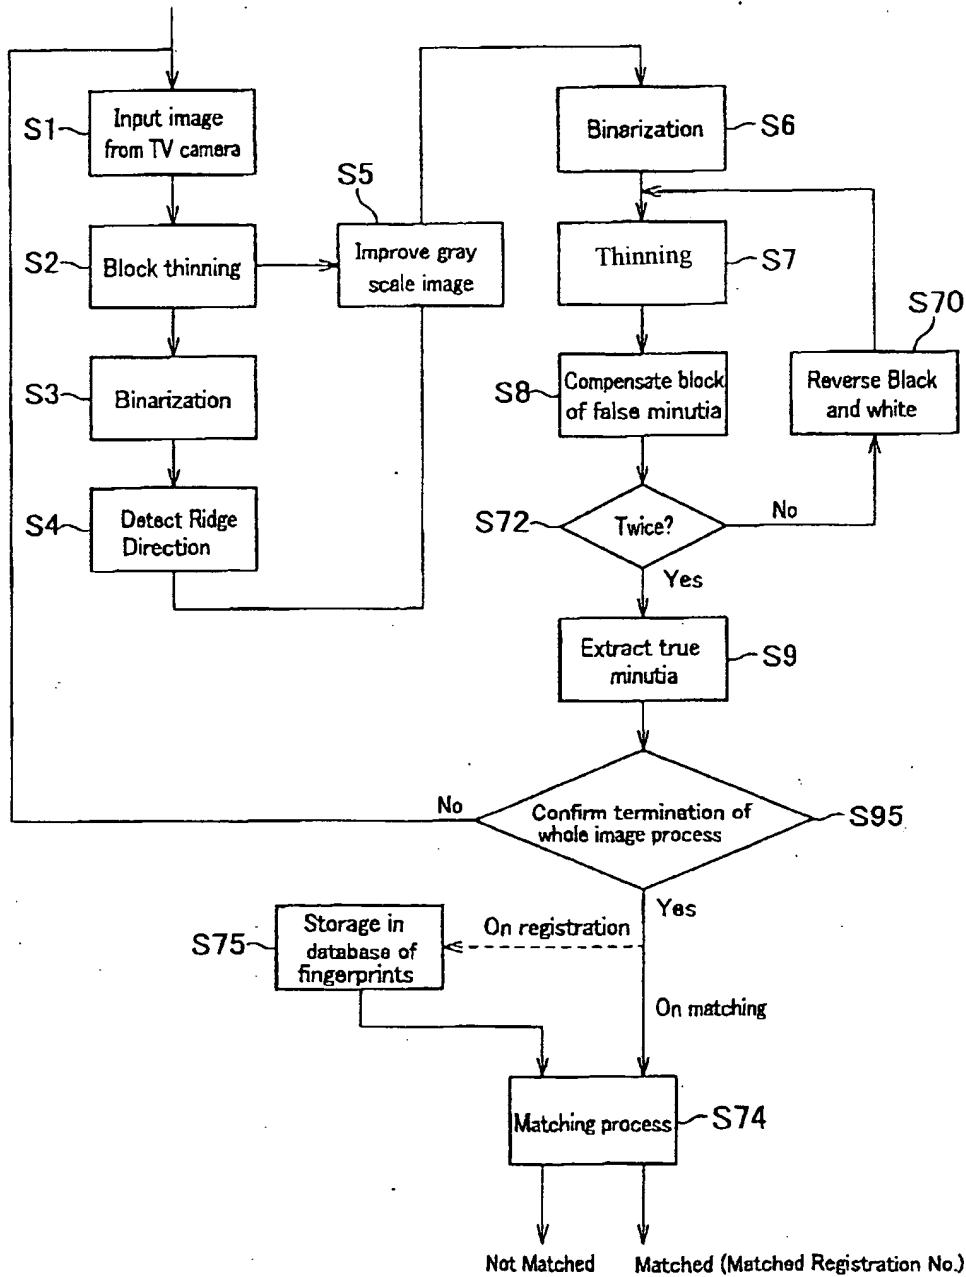 S1
Input image
from TV camera
S2
Block thinning
S3
Binarization
S4
Detect Ridge
Direction
S5
Improve gray
scale image
Binarization
S6
Thinning
S7
S8
Compensate block
of false minutia
S70
Reverse Black
and white
S72
Twice?
No
Yes
Extract true
minutia
S9
No
Confirm termination of
whole image process
S95
Yes
S75
Storage in
database of
fingerprints
On registration
On matching
Matching process
S74
Not Matched
Matched (Matched Registration No.)